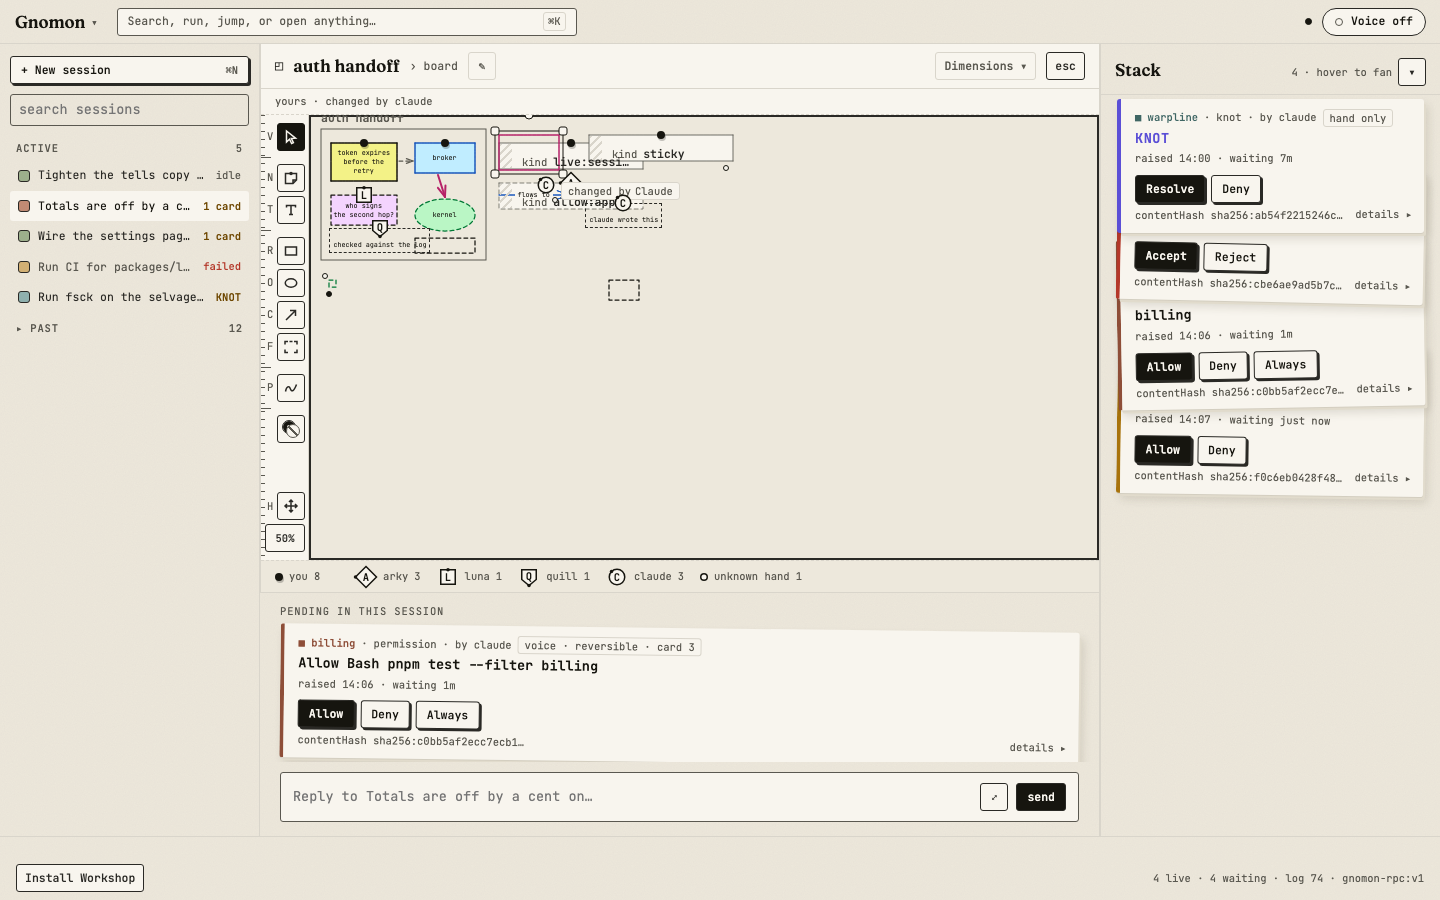 Gnomon ▾
Search, run, jump, or open anything…
⌘K
Voice off
+ New session
⌘N
search sessions
ACTIVE
5
Tighten the tells copy …
idle
Totals are off by a c…
1 card
Wire the settings pag…
1 card
Run CI for packages/l…
failed
Run fsck on the selvage…
KNOT
▸ PAST
12
auth handoff
› board
Dimensions ▾
esc
yours · changed by claude
V
N
T
R
O
C
F
P
H
50%
auth handoff
token expires
before the
retry
broker
who signs
the second hop?
kernel
L
Q
checked against the log
kind live:sessi…
kind sticky
C
A
changed by Claude
flows to
kind allow:app
C
claude wrote this
you 8
A
arky 3
L
luna 1
Q
quill 1
C
claude 3
unknown hand 1
PENDING IN THIS SESSION
■ billing · permission · by claude
voice · reversible · card 3
Allow Bash pnpm test --filter billing
raised 14:06 · waiting 1m
Allow
Deny
Always
contentHash sha256:c0bb5af2ecc7ecb1…
details ▸
Reply to Totals are off by a cent on…
send
Stack
4 · hover to fan
▾
■ warpline · knot · by claude
hand only
KNOT
raised 14:00 · waiting 7m
Resolve
Deny
contentHash sha256:ab54f2215246c…
details ▸
Accept
Reject
contentHash sha256:cbe6ae9ad5b7c…
details ▸
billing
raised 14:06 · waiting 1m
Allow
Deny
Always
contentHash sha256:c0bb5af2ecc7e…
details ▸
raised 14:07 · waiting just now
Allow
Deny
contentHash sha256:f0c6eb0428f48…
details ▸
Install Workshop
4 live · 4 waiting · log 74 · gnomon-rpc:v1